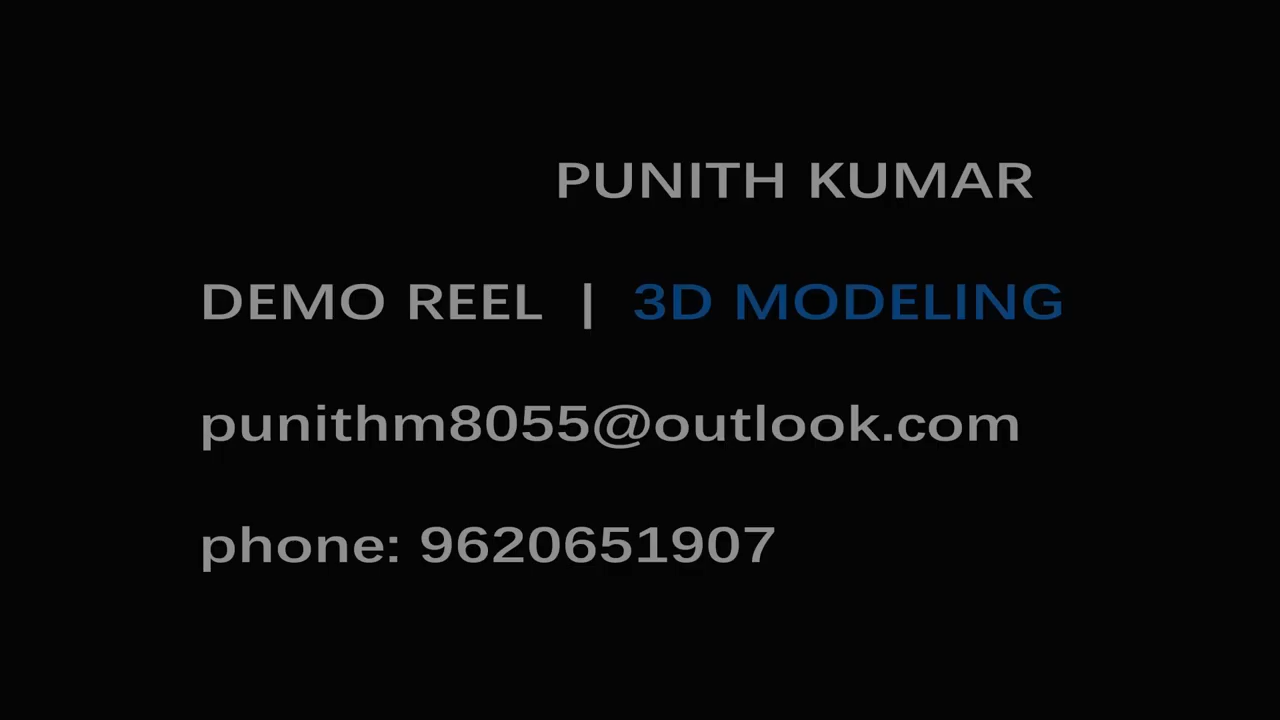 PUNITH KUMAR
DEMO REEL | 3D MODELING
punithm8055@outlook.com
phone: 9620651907